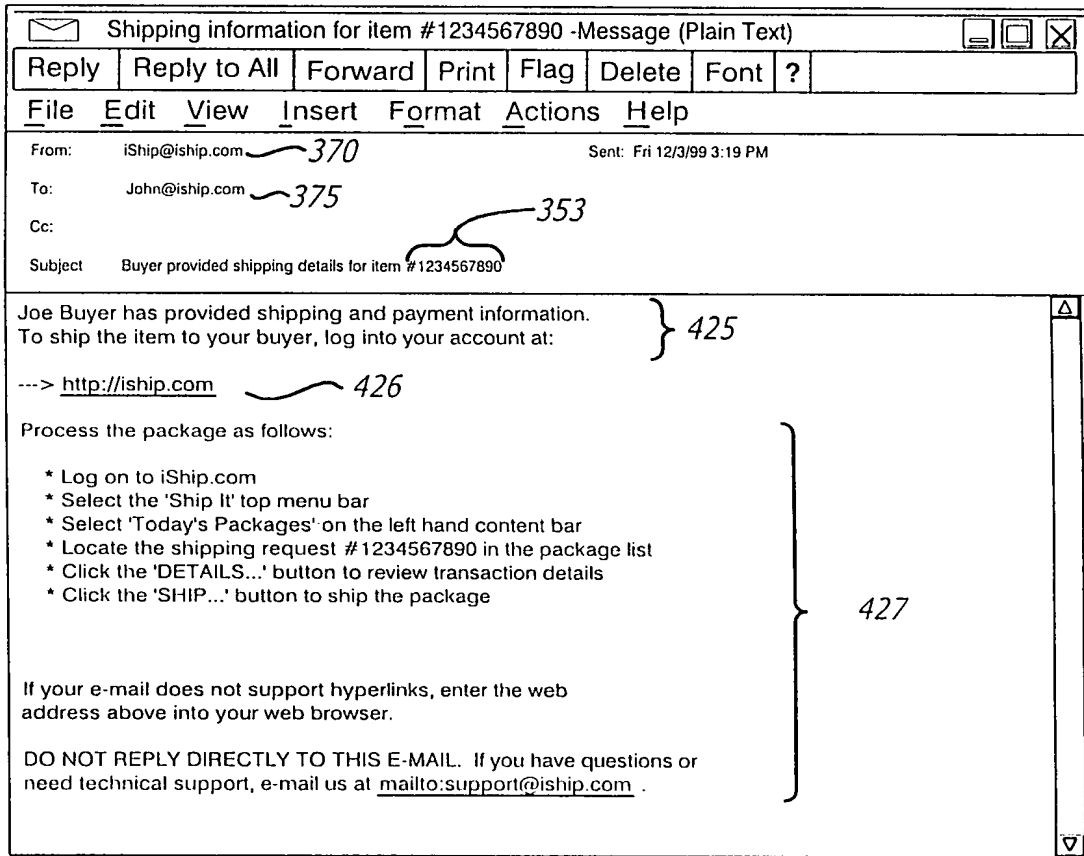 Shipping information for item #1234567890 -Message (Plain Text)
Reply Reply to All Forward Print Flag Delete Font ?
File Edit View Insert Format Actions Help
From: iShip@iship.com 370 Sent: Fri 12/3/99 3:19 PM
To: John@iship.com 375
353
Cc:
Subject Buyer provided shipping details for item #1234567890
Joe Buyer has provided shipping and payment information.
To ship the item to your buyer, log into your account at:
425
---> http://iship.com 426
Process the package as follows:
* Log on to iShip.com
* Select the 'Ship It' top menu bar
* Select 'Today's Packages' on the left hand content bar
* Locate the shipping request #1234567890 in the package list
* Click the 'DETAILS...' button to review transaction details
* Click the 'SHIP...' button to ship the package
427
If your e-mail does not support hyperlinks, enter the web
address above into your web browser.
DO NOT REPLY DIRECTLY TO THIS E-MAIL. If you have questions or
need technical support, e-mail us at mailto:support@iship.com .